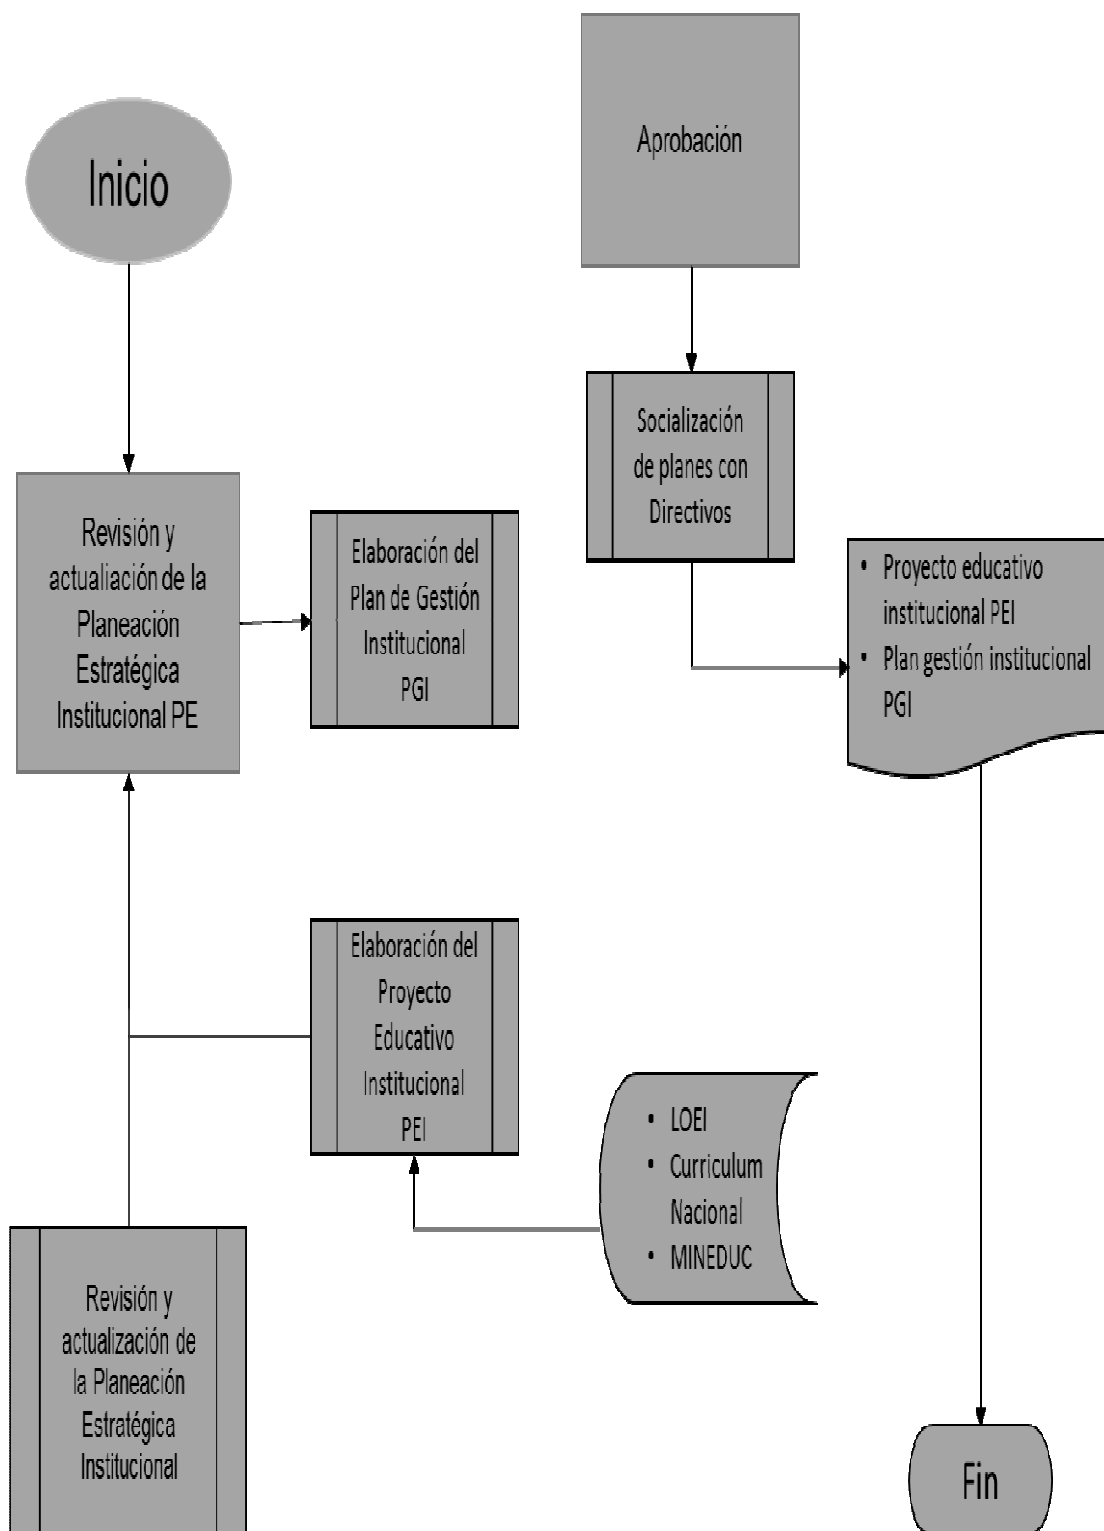 Inicio
Revisión y
actualiación de la
Planeación
Estratégica
Institucional PE
Elaboración del
Plan de Gestión
Institucional
PGI
Elaboración del
Proyecto
Educativo
Institucional
PEI
• LOEI
• Curriculum
Nacional
• MINEDUC
Revisión y
actualización de
la Planeación
Estratégica
Institucional
Aprobación
Socialización
de planes con
Directivos
• Proyecto educativo
institucional PEI
• Plan gestión institucional
PGI
Fin